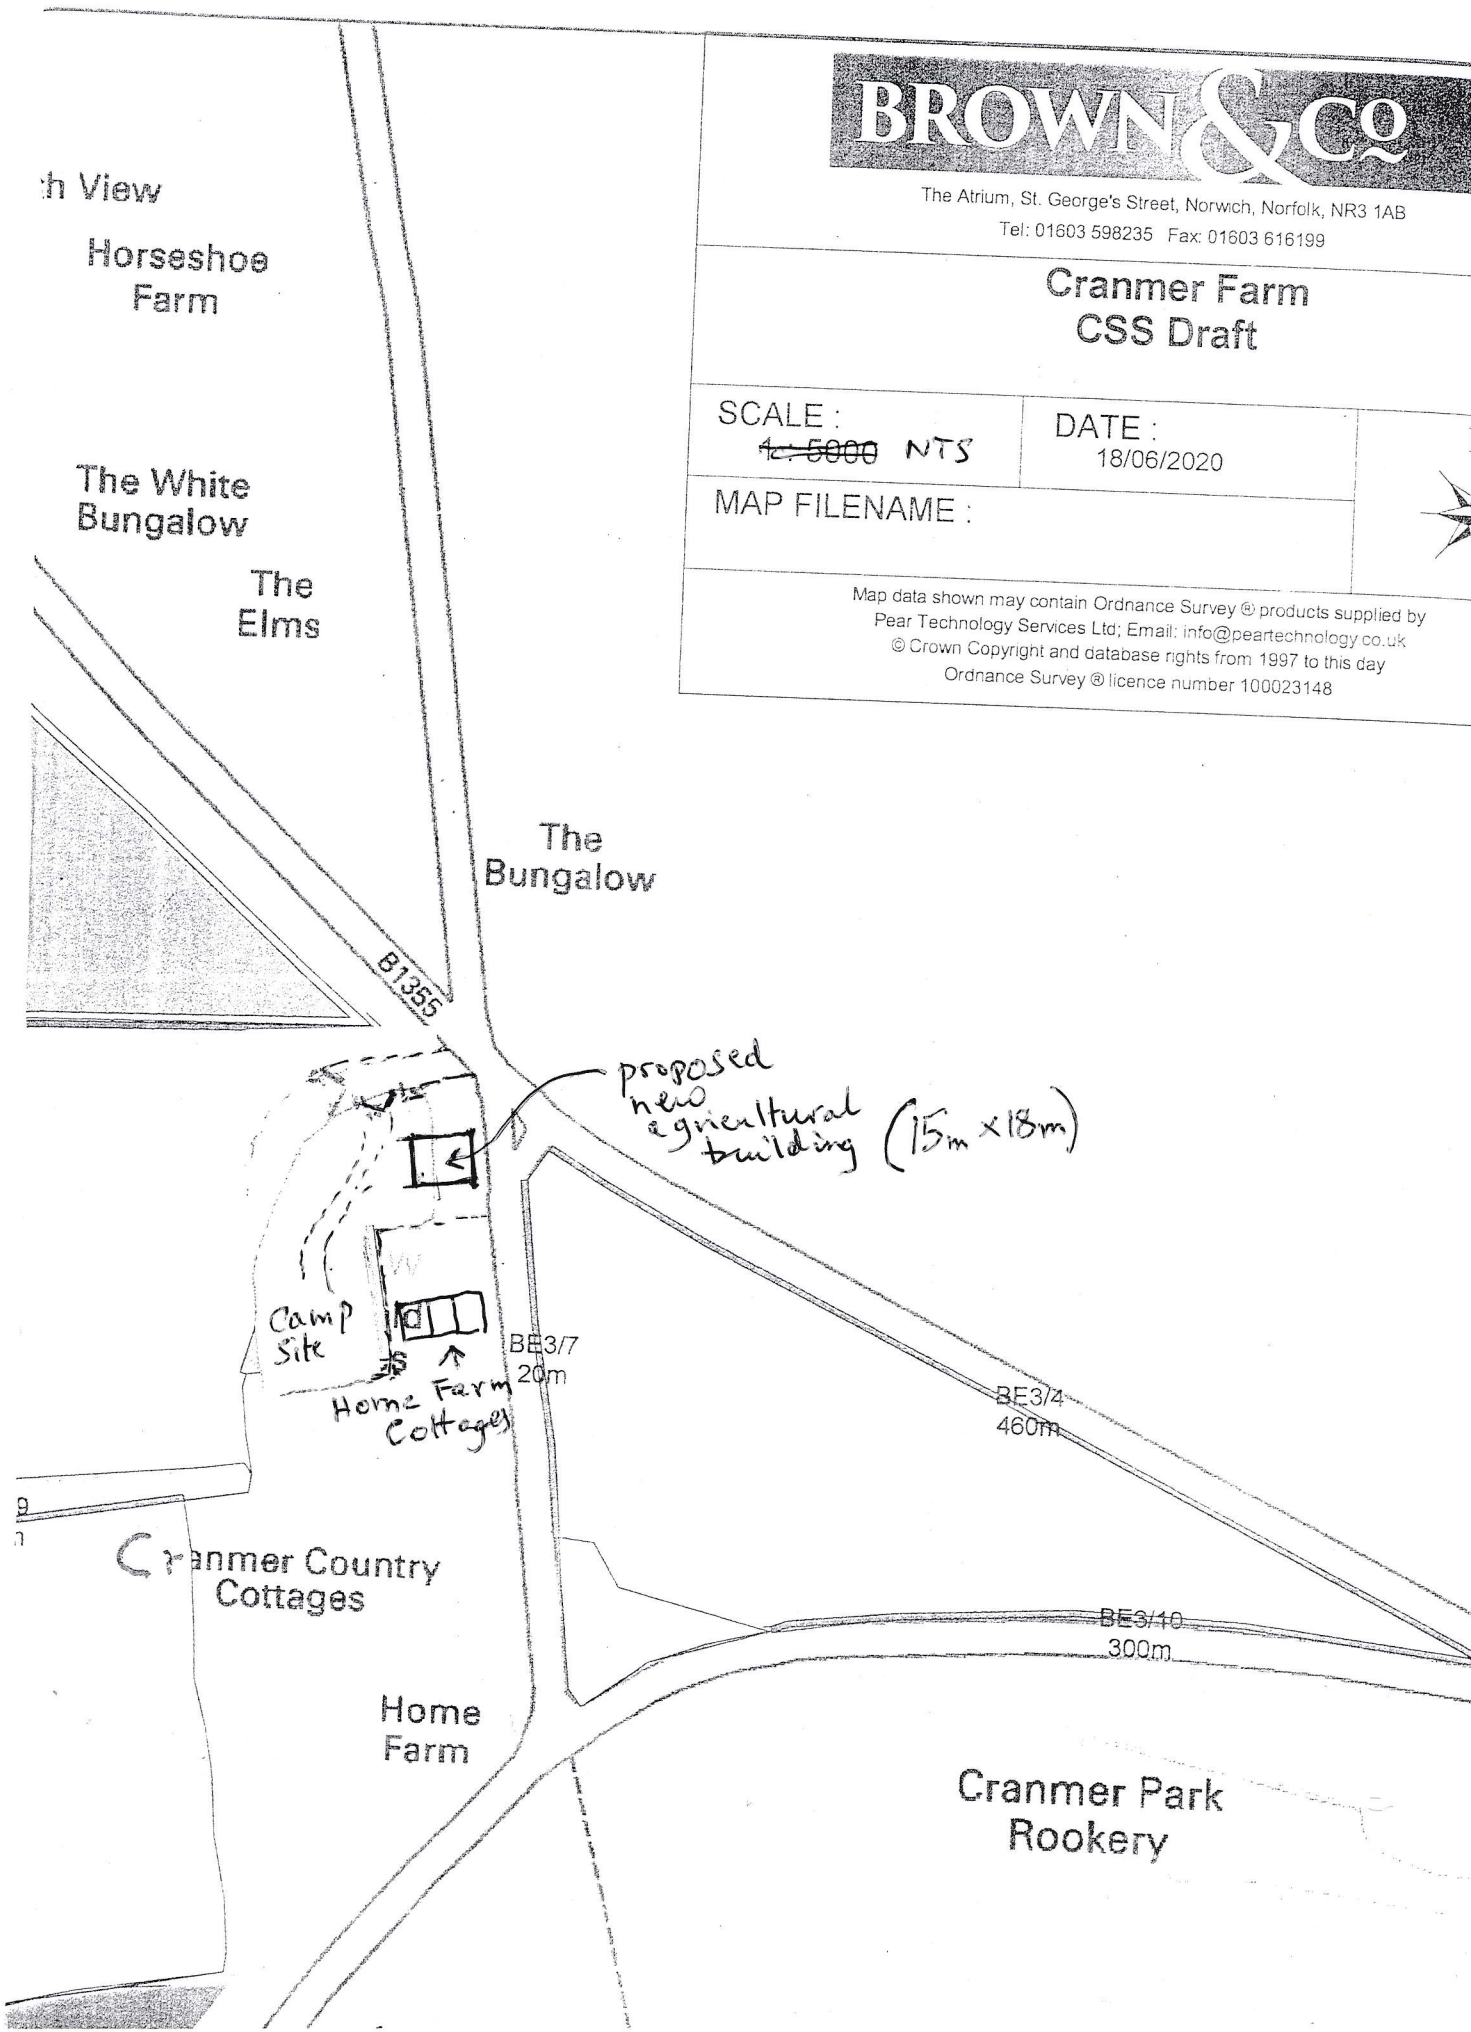 BROWN & CO
The Atrium, St. George's Street, Norwich, Norfolk, NR3 1AB
Tel: 01603 598235 Fax: 01603 616199
Cranmer Farm
CSS Draft
SCALE :
1 : 5000 NTS
DATE :
18/06/2020
MAP FILENAME :
Map data shown may contain Ordnance Survey ® products supplied by
Pear Technology Services Ltd; Email: info@peartechnology.co.uk
© Crown Copyright and database rights from 1997 to this day
Ordnance Survey ® licence number 100023148
th View
Horseshoe
Farm
The White
Bungalow
The
Elms
The
Bungalow
B1355
proposed
new
agricultural
building (15m x 18m)
W
Camp
Site
Home Farm
Cottages
BE3/7
20m
BE3/4
460m
9
Cranmer Country
Cottages
BE3/10
300m
Home
Farm
Cranmer Park
Rookery